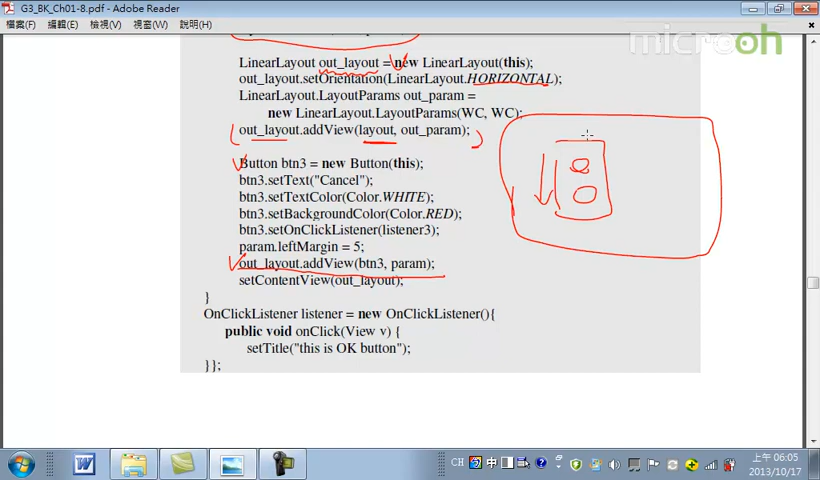 G3_BK_Ch01-8.pdf - Adobe Reader
檔案(F) 編輯(E) 檢視(V) 視窗(W) 說明(H)
microoh
LinearLayout out_layout = new LinearLayout(this);
out_layout.setOrientation(LinearLayout.HORIZONTAL);
LinearLayout.LayoutParams out_param =
new LinearLayout.LayoutParams(WC, WC);
out_layout.addView(layout, out_param);
Button btn3 = new Button(this);
btn3.setText("Cancel");
btn3.setTextColor(Color.WHITE);
btn3.setBackgroundColor(Color.RED);
btn3.setOnClickListener(listener3);
param.leftMargin = 5;
out_layout.addView(btn3, param);
setContentView(out_layout);
}
OnClickListener listener = new OnClickListener(){
public void onClick(View v) {
setTitle("this is OK button");
}};
CH 中 上午 06:05
2013/10/17